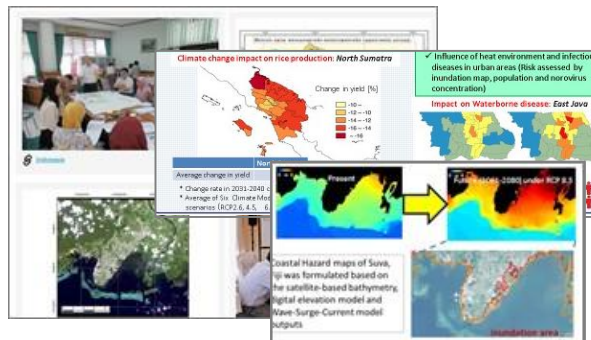 Indonesia
Climate change impact on rice production: North Sumatra
Change in yield [%]
-10 –
-12 – -10
-14 – -12
-16 – -14
– -16
Average change in yield
* Change rate in 2031-2040 c
* Average of Six Climate Mod
scenarios (RCP2.6, 4.5, 6.
✓ Influence of heat environment and infectiou
diseases in urban areas (Risk assessed by
inundation map, population and norovirus
concentration)
Impact on Waterborne disease: East Java
Present
under RCP 8.5
Coastal Hazard maps of Suva,
Fiji was formulated based on
the satellite-based bathymetry,
digital elevation model and
Wave-Surge-Current model
outputs
Inundation area